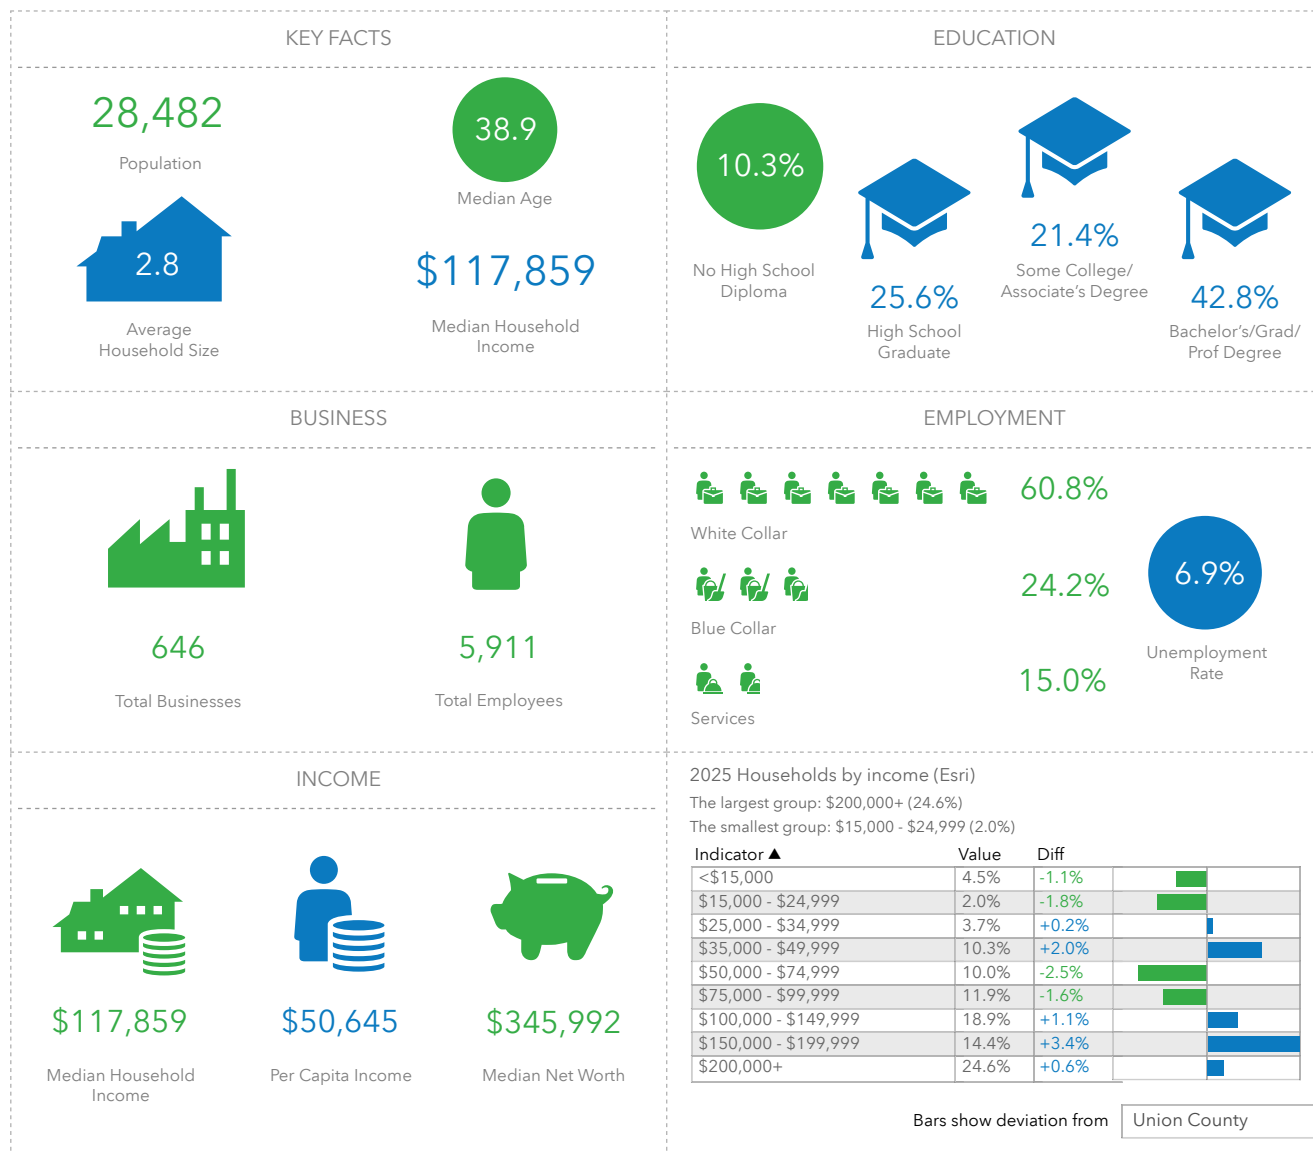 KEY FACTS
28,482
Population
38.9
Median Age
2.8
Average
Household Size
$117,859
Median Household
Income
EDUCATION
10.3%
No High School
Diploma
25.6%
High School
Graduate
21.4%
Some College/
Associate's Degree
42.8%
Bachelor's/Grad/
Prof Degree
BUSINESS
646
Total Businesses
5,911
Total Employees
EMPLOYMENT
60.8%
White Collar
24.2%
Blue Collar
15.0%
Services
6.9%
Unemployment
Rate
INCOME
$117,859
Median Household
Income
$50,645
Per Capita Income
$345,992
Median Net Worth
2025 Households by income (Esri)
The largest group: $200,000+ (24.6%)
The smallest group: $15,000 - $24,999 (2.0%)
Indicator ▲ Value Diff
<$15,000 4.5% -1.1%
$15,000 - $24,999 2.0% -1.8%
$25,000 - $34,999 3.7% +0.2%
$35,000 - $49,999 10.3% +2.0%
$50,000 - $74,999 10.0% -2.5%
$75,000 - $99,999 11.9% -1.6%
$100,000 - $149,999 18.9% +1.1%
$150,000 - $199,999 14.4% +3.4%
$200,000+ 24.6% +0.6%
Bars show deviation from Union County